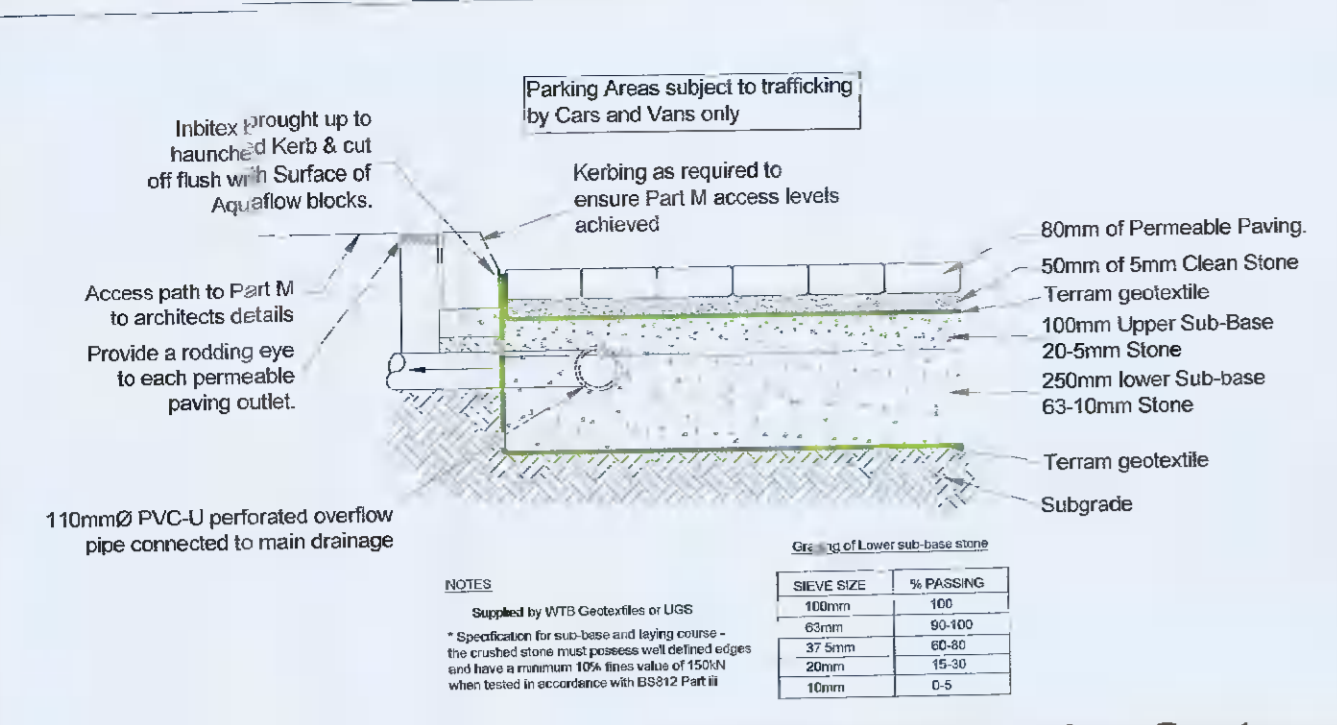 Parking Areas subject to trafficking
by Cars and Vans only
Inbitex brought up to
haunched Kerb & cut
off flush with Surface of
Aquaflow blocks.
Kerbing as required to
ensure Part M access levels
achieved
Access path to Part M
to architects details
Provide a rodding eye
to each permeable
paving outlet.
110mmØ PVC-U perforated overflow
pipe connected to main drainage
80mm of Permeable Paving.
50mm of 5mm Clean Stone
Terram geotextile
100mm Upper Sub-Base
20-5mm Stone
250mm lower Sub-base
63-10mm Stone
Terram geotextile
Subgrade
NOTES
Supplied by WTB Geotextiles or UGS
* Specification for sub-base and laying course -
the crushed stone must possess well defined edges
and have a minimum 10% fines value of 150kN
when tested in accordance with BS812 Part iii
Grading of Lower sub-base stone
SIEVE SIZE % PASSING
100mm 100
63mm 90-100
37 5mm 60-80
20mm 15-30
10mm 0-5